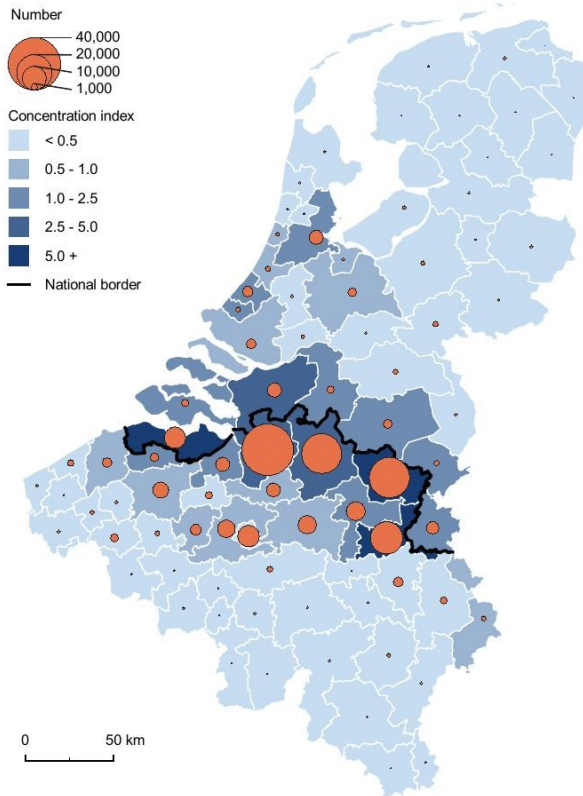 Number
40,000
20,000
10,000
1,000
Concentration index
< 0.5
0.5 - 1.0
1.0 - 2.5
2.5 - 5.0
5.0 +
National border
0 50 km